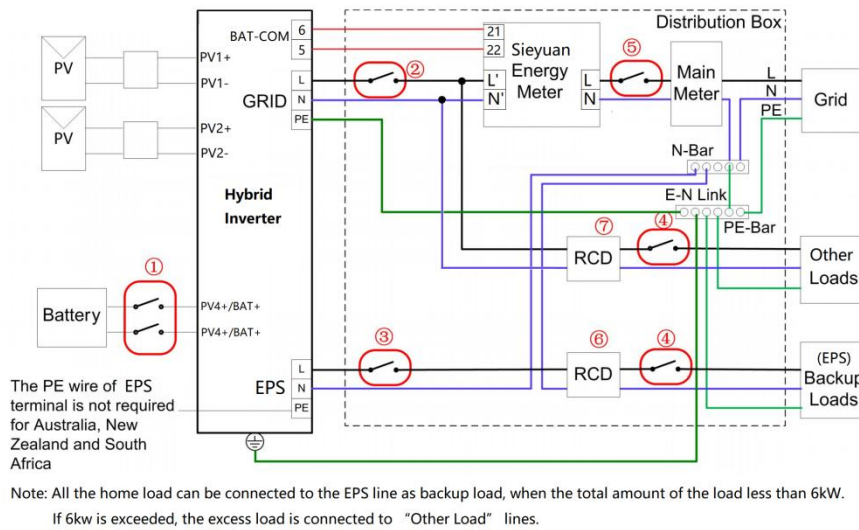 Distribution Box
BAT-COM
6
5
21
22
Sieyuan
Energy
Meter
②
⑤
L'
N'
L
N
Main
Meter
L
N
PE
Grid
PV
PV1+
PV1-
GRID
L
N
PE
PV
PV2+
PV2-
N-Bar
E-N Link
PE-Bar
Hybrid
Inverter
⑦
④
RCD
Other
Loads
①
Battery
PV4+/BAT+
PV4+/BAT+
③
⑥
④
EPS
L
N
PE
RCD
(EPS)
Backup
Loads
The PE wire of EPS
terminal is not required
for Australia, New
Zealand and South
Africa
Note: All the home load can be connected to the EPS line as backup load, when the total amount of the load less than 6kW.
If 6kw is exceeded, the excess load is connected to “Other Load” lines.